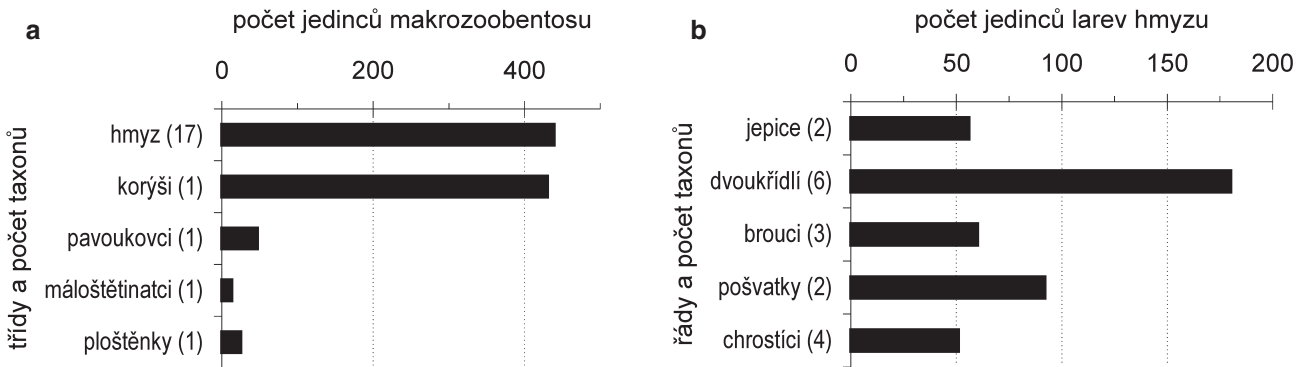 a
počet jedinců makrozoobentosu
0 200 400
třídy a počet taxonů
hmyz (17)
korýši (1)
pavoukovci (1)
máloštětinatci (1)
ploštěnky (1)
b
počet jedinců larev hmyzu
0 50 100 150 200
řády a počet taxonů
jepice (2)
dvoukřídlí (6)
brouci (3)
pošvatky (2)
chrostíci (4)